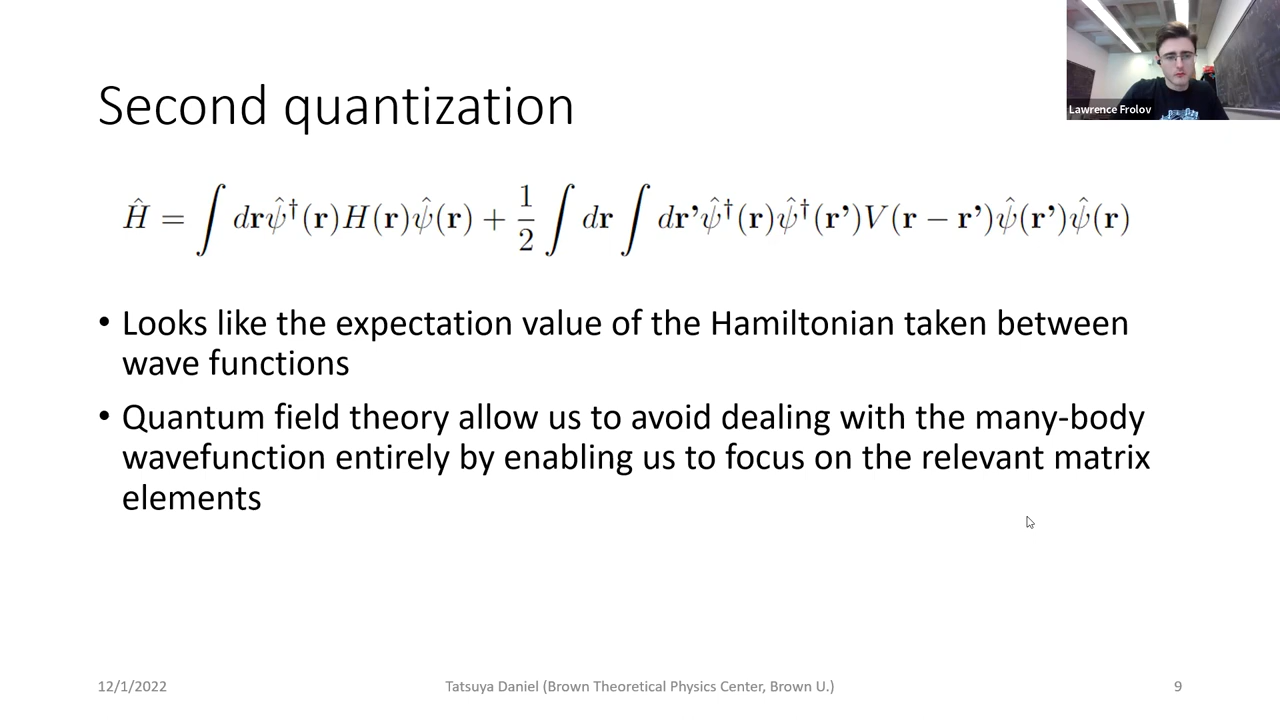 Second quantization
Lawrence Frolov
Ĥ = ∫ d𝐫ψ̂†(𝐫)H(𝐫)ψ̂(𝐫) + 1/2 ∫ d𝐫 ∫ d𝐫’ψ̂†(𝐫)ψ̂†(𝐫’)V(𝐫 − 𝐫’)ψ̂(𝐫’)ψ̂(𝐫)
• Looks like the expectation value of the Hamiltonian taken between
wave functions
• Quantum field theory allow us to avoid dealing with the many-body
wavefunction entirely by enabling us to focus on the relevant matrix
elements
12/1/2022
Tatsuya Daniel (Brown Theoretical Physics Center, Brown U.)
9